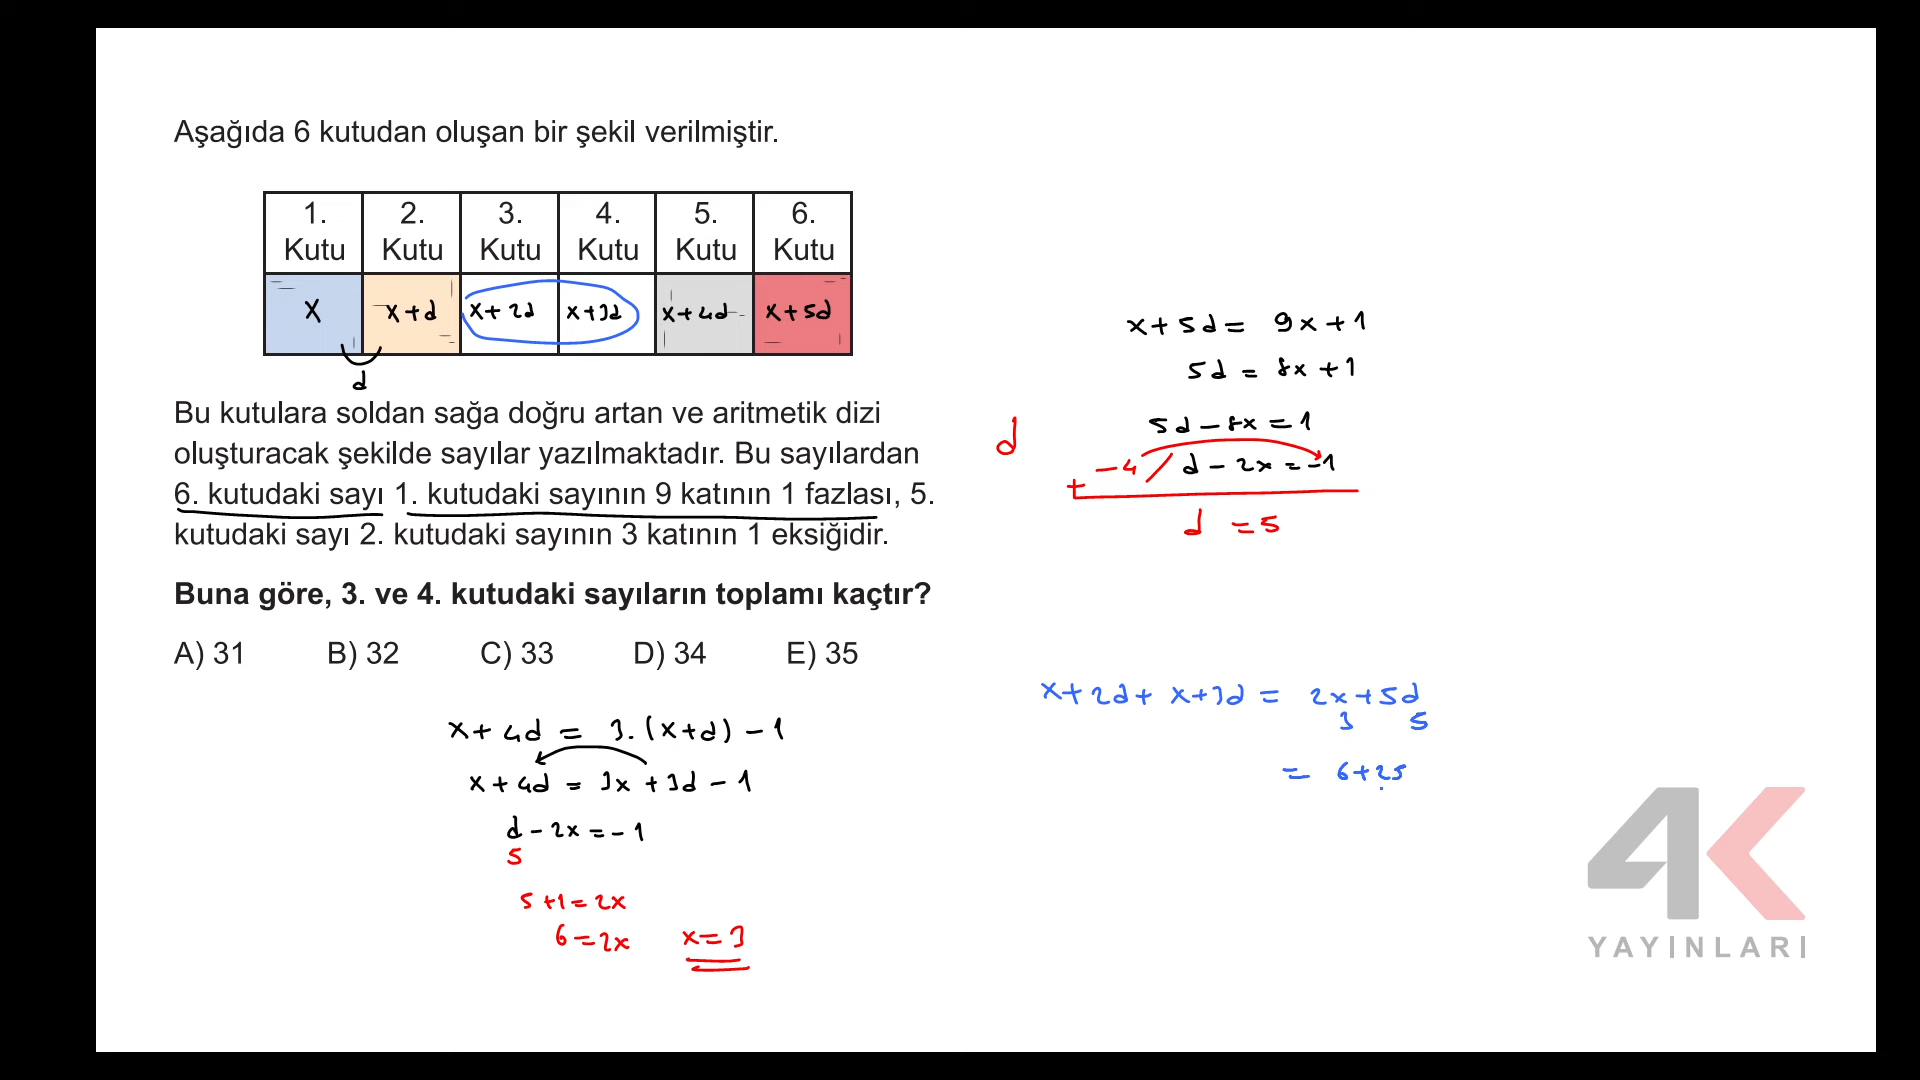 Aşağıda 6 kutudan oluşan bir şekil verilmiştir.
1. Kutu 2. Kutu 3. Kutu 4. Kutu 5. Kutu 6. Kutu
x x+d x+2d x+3d x+4d x+5d
d
Bu kutulara soldan sağa doğru artan ve aritmetik dizi
oluşturacak şekilde sayılar yazılmaktadır. Bu sayılardan
6. kutudaki sayı 1. kutudaki sayının 9 katının 1 fazlası, 5.
kutudaki sayı 2. kutudaki sayının 3 katının 1 eksiğidir.
Buna göre, 3. ve 4. kutudaki sayıların toplamı kaçtır?
A) 31 B) 32 C) 33 D) 34 E) 35
x+4d = 3.(x+d) - 1
x+4d = 3x+3d-1
d-2x=-1
5
5+1=2x
6=2x x=3
x+5d = 9x+1
5d = 8x+1
5d-8x=1
d
-4/ d-2x=-1
+
d = 5
x+2d+x+3d = 2x+5d
3 5
= 6+25
4K
YAYINLARI